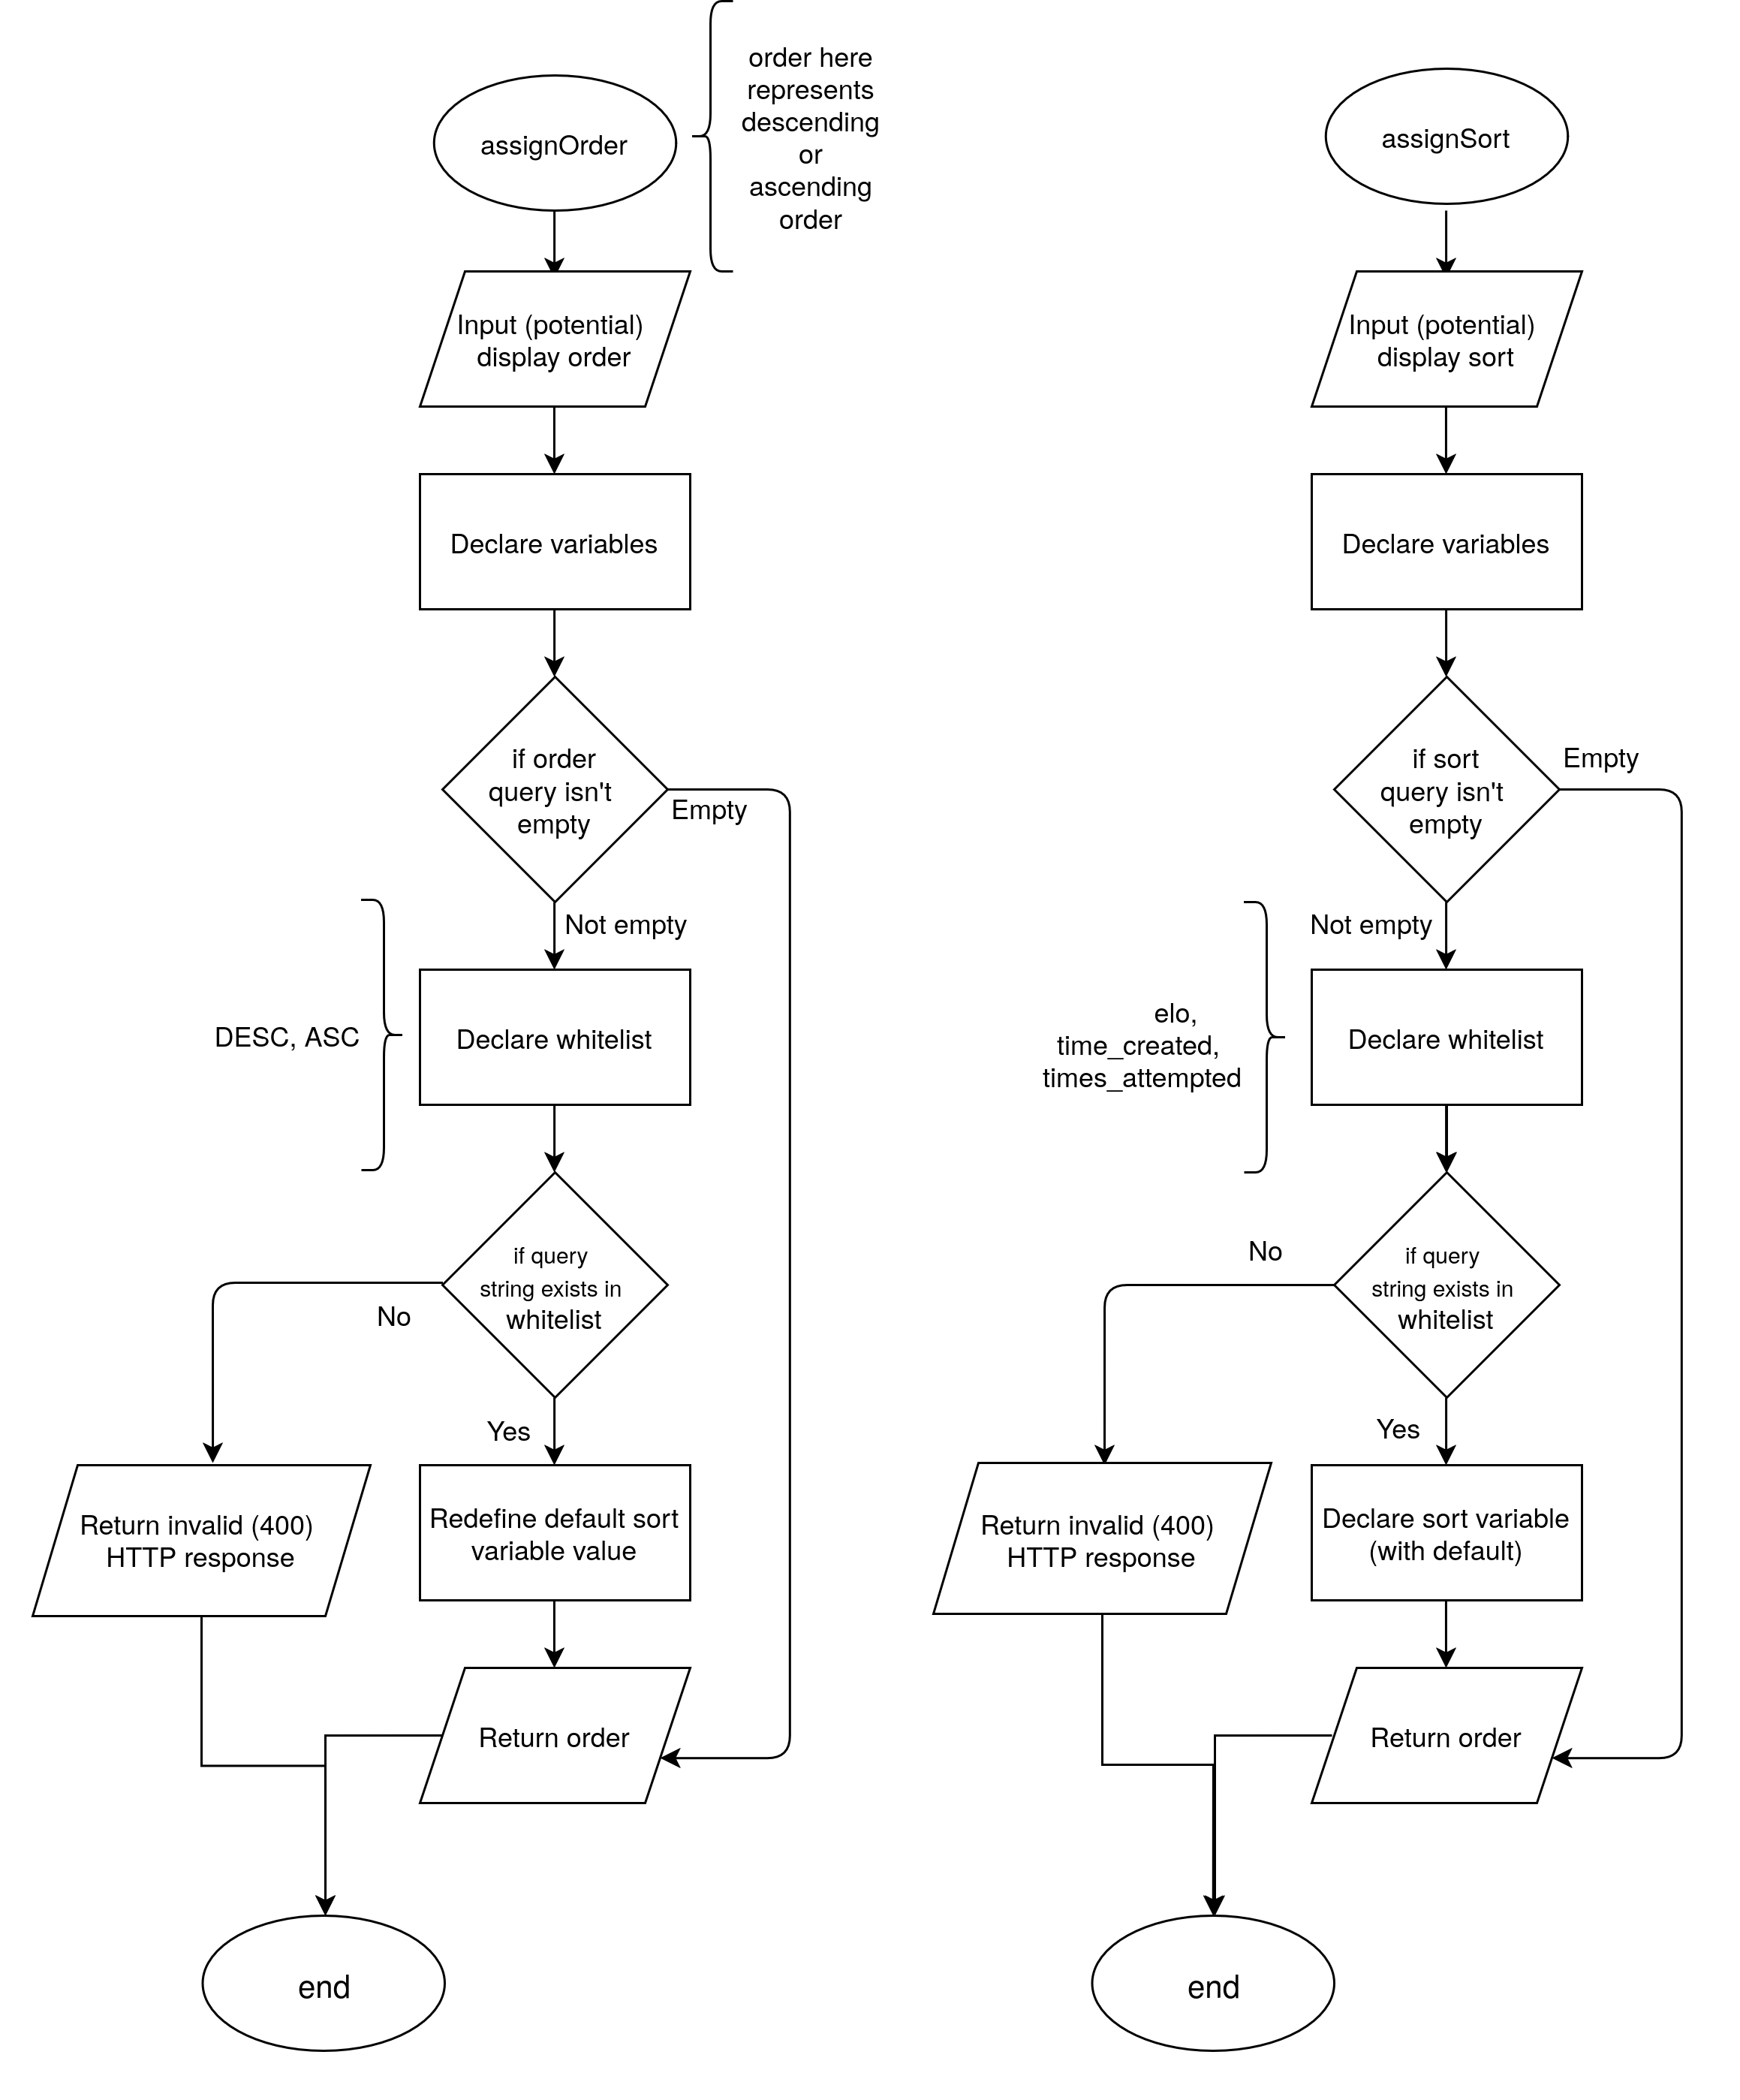 assignOrder
order here
represents
descending
or
ascending
order
Input (potential)
display order
Declare variables
if order
query isn't
empty
Empty
Not empty
DESC, ASC
Declare whitelist
if query
string exists in
whitelist
No
Yes
Return invalid (400)
HTTP response
Redefine default sort
variable value
Return order
end
assignSort
Input (potential)
display sort
Declare variables
if sort
query isn't
empty
Empty
Not empty
elo,
time_created,
times_attempted
Declare whitelist
if query
string exists in
whitelist
No
Yes
Return invalid (400)
HTTP response
Declare sort variable
(with default)
Return order
end